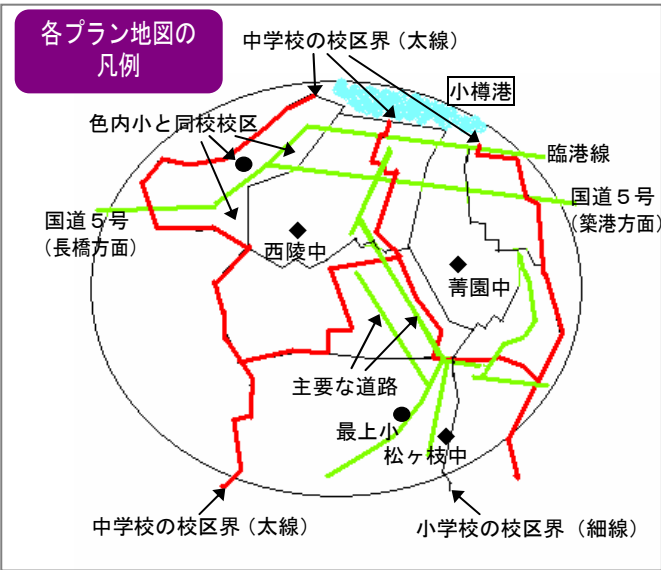 各プラン地図の
凡例
中学校の校区界（太線）
小樽港
色内小と同校校区
臨港線
国道５号
（長橋方面）
国道５号
（築港方面）
西陵中
菁園中
主要な道路
最上小
松ヶ枝中
中学校の校区界（太線）
小学校の校区界（細線）